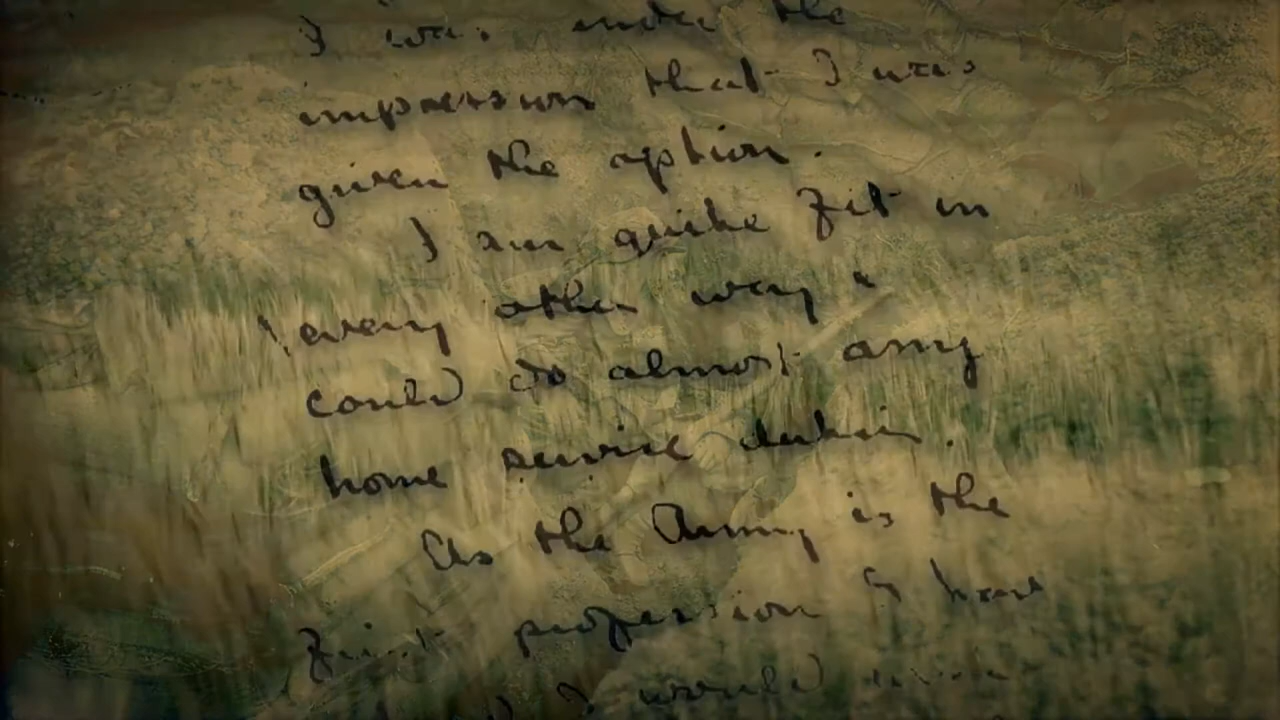 I was under the
impression that I was
given the option.
I am quite fit in
every other way &
could do almost any
home service duties.
As the Army is the
first profession I have
I would